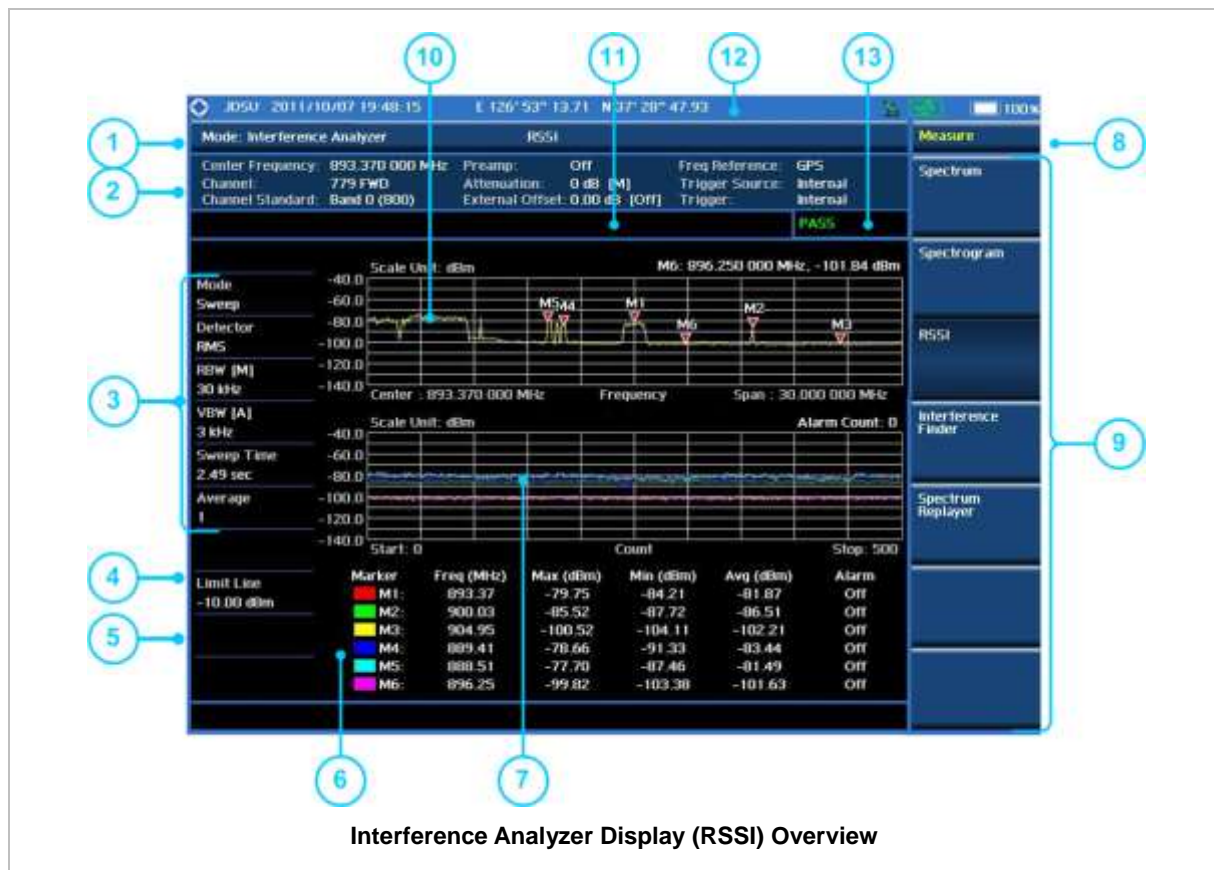 10 11 12 13
JDSU 2011/10/07 19:48:15 E 126° 53" 13.71 N 37° 28" 47.93 100%
1 Mode: Interference Analyzer RSSI Measure 8
2 Center Frequency: 893.370 000 MHz Preamp: Off Freq Reference: GPS
Channel: 779 FWD Attenuation: 0 dB [M] Trigger Source: Internal
Channel Standard: Band 0 (800) External Offset: 0.00 dB [Off] Trigger: Internal
PASS
Spectrum
Spectrogram
RSSI
Interference
Finder
Spectrum
Replayer
9
3
Mode
Sweep
Detector
RMS
RBW [M]
30 kHz
VBW [A]
3 kHz
Sweep Time
2.49 sec
Average
1
4
Limit Line
-10.00 dBm
5
Scale Unit: dBm M6: 896.250 000 MHz, -101.84 dBm
-40.0
-60.0
-80.0
-100.0
-120.0
-140.0
M5 M4 M1 M6 M2 M3
Center : 893.370 000 MHz Frequency Span : 30.000 000 MHz
Scale Unit: dBm Alarm Count: 0
-40.0
-60.0
-80.0
-100.0
-120.0
-140.0
Start: 0 Count Stop: 500
Marker Freq (MHz) Max (dBm) Min (dBm) Avg (dBm) Alarm
M1: 893.37 -79.75 -84.21 -81.87 Off
M2: 900.03 -85.52 -87.72 -86.51 Off
M3: 904.95 -100.52 -104.11 -102.21 Off
M4: 889.41 -78.66 -91.33 -83.44 Off
M5: 888.51 -77.70 -87.46 -81.49 Off
M6: 896.25 -99.82 -103.38 -101.63 Off
6 7
Interference Analyzer Display (RSSI) Overview